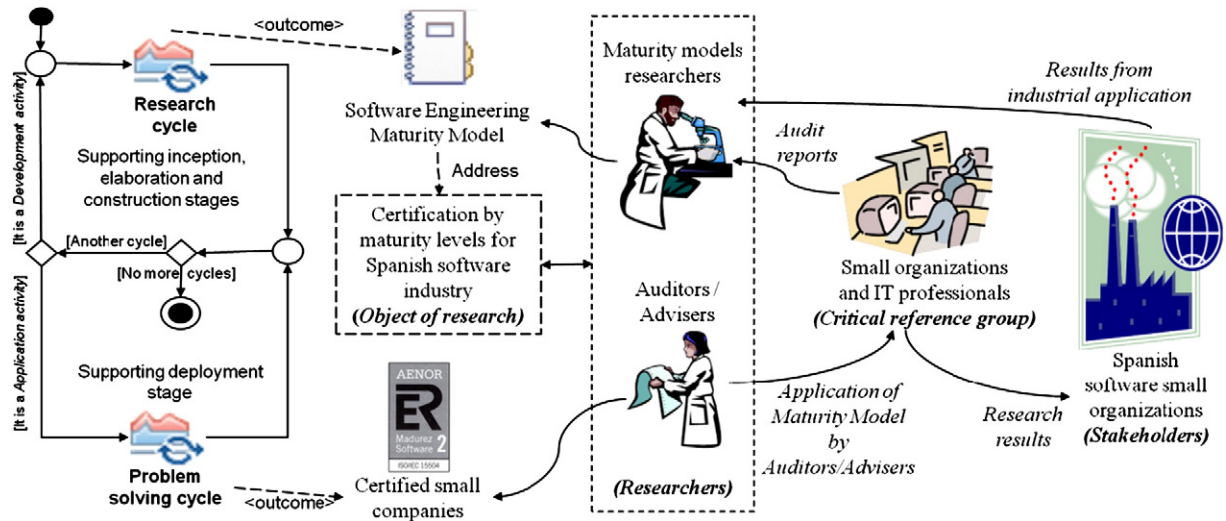 <outcome>
Research
cycle
Supporting inception,
elaboration and
construction stages
[It is a Development activity]
[Another cycle]
[No more cycles]
[It is a Application activity]
Supporting deployment
stage
Problem
solving cycle
<outcome>
Software Engineering
Maturity Model
Address
Certification by
maturity levels for
Spanish software
industry
(Object of research)
AENOR
ER
Madurez
Software 2
ISO/IEC 15504
Certified small
companies
Maturity models
researchers
Auditors /
Advisers
(Researchers)
Results from
industrial application
Audit
reports
Small organizations
and IT professionals
(Critical reference group)
Application of
Maturity Model
by
Auditors/Advisers
Research
results
Spanish
software small
organizations
(Stakeholders)